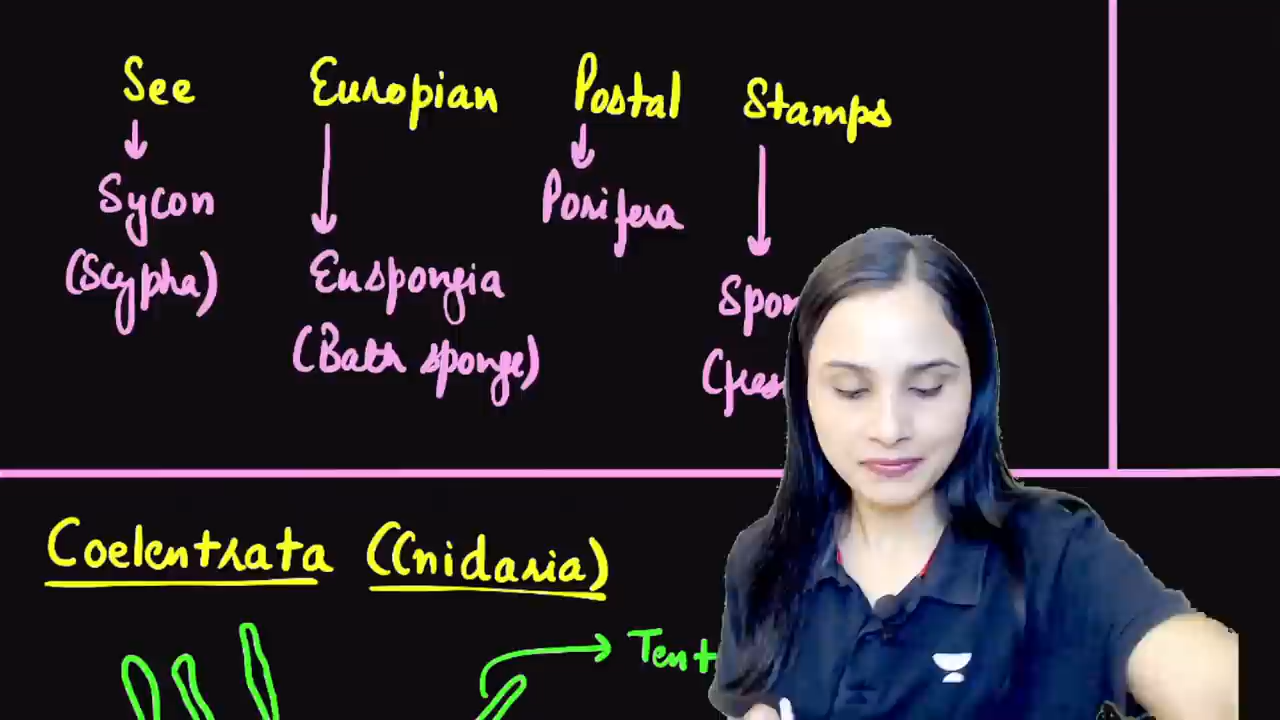 See Europian Postal Stamps
Sycon Euspongia Porifera
(Scypha) (Bath sponge)
Coelentrata (Cnidaria)